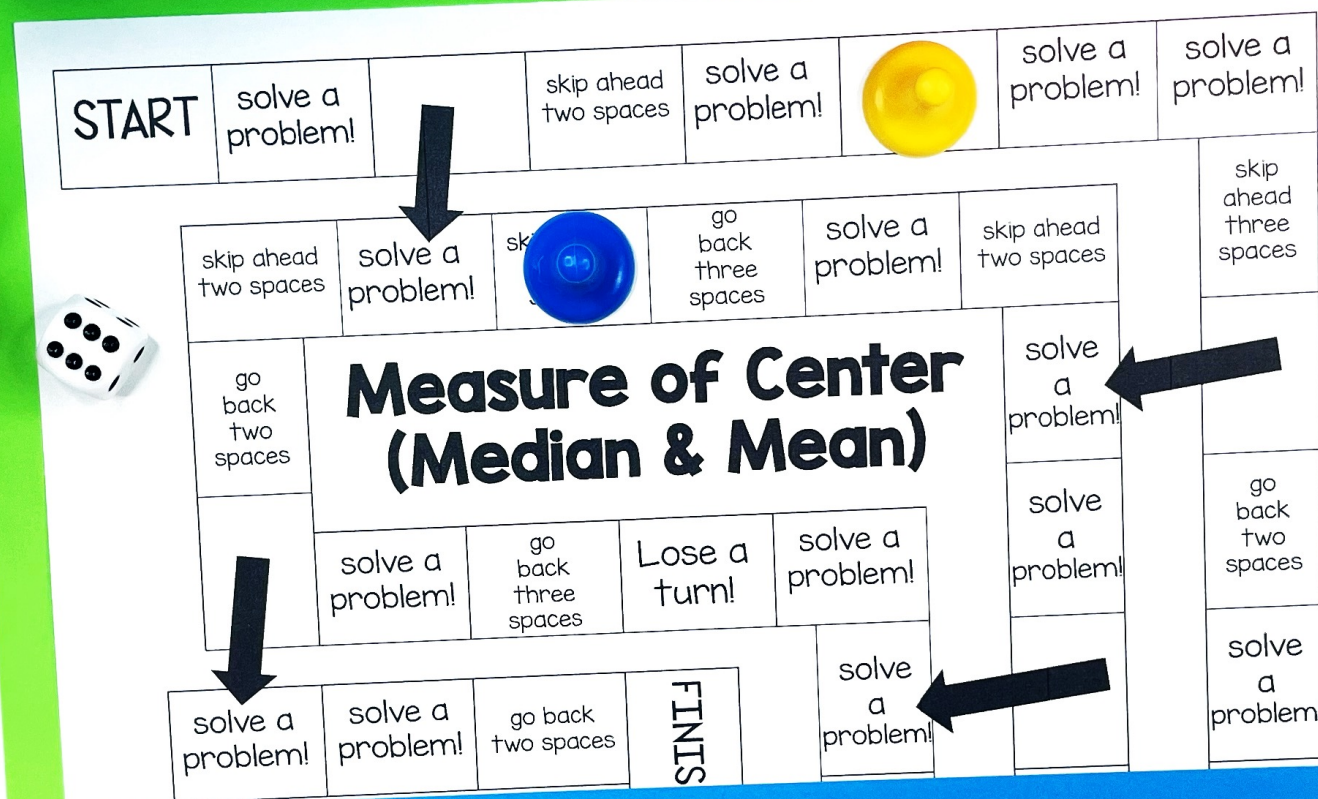 START
solve a
problem!
skip ahead
two spaces
solve a
problem!
solve a
problem!
solve a
problem!
skip
ahead
three
spaces
go
back
two
spaces
solve
a
problem
skip ahead
two spaces
solve a
problem!
go
back
three
spaces
solve a
problem!
skip ahead
two spaces
solve
a
problem!
solve
a
problem!
go
back
two
spaces
Measure of Center
(Median & Mean)
solve a
problem!
go
back
three
spaces
Lose a
turn!
solve a
problem!
solve
a
problem!
solve a
problem!
solve a
problem!
go back
two spaces
FINIS